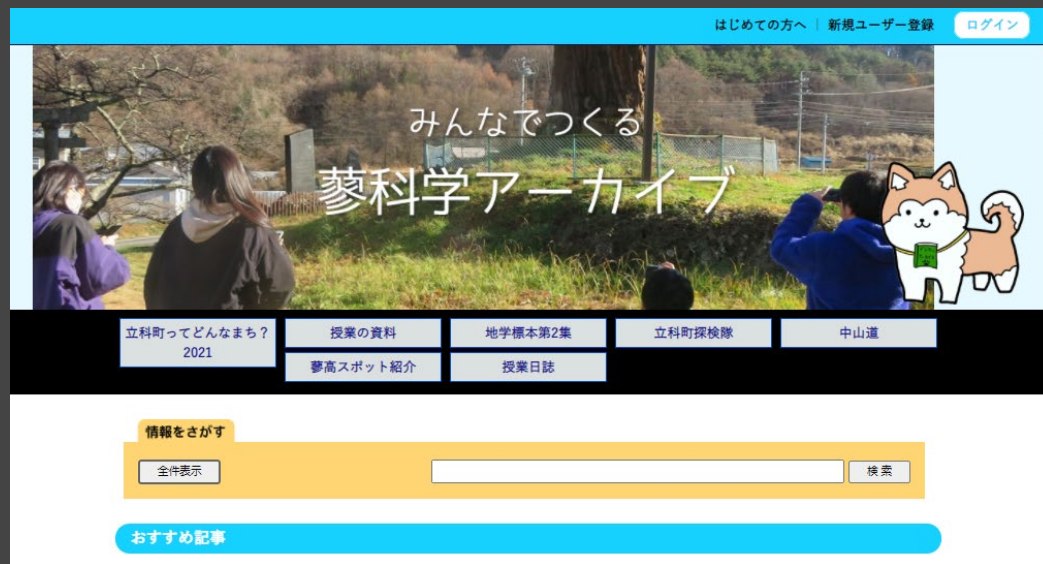 はじめての方へ | 新規ユーザー登録 ログイン
みんなでつくる
蓼科学アーカイブ
立科町ってどんなまち？2021
授業の資料
地学標本第2集
立科町探検隊
中山道
蓼高スポット紹介
授業日誌
情報をさがす
全件表示 検索
おすすめ記事